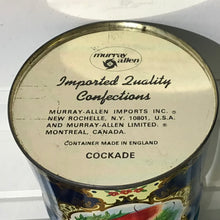 murray
allen
Imported Quality
Confections
MURRAY-ALLEN IMPORTS INC. ®
NEW ROCHELLE, N.Y. 10801. U.S.A.
AND MURRAY-ALLEN LIMITED. ®
MONTREAL, CANADA.
CONTAINER MADE IN ENGLAND
COCKADE